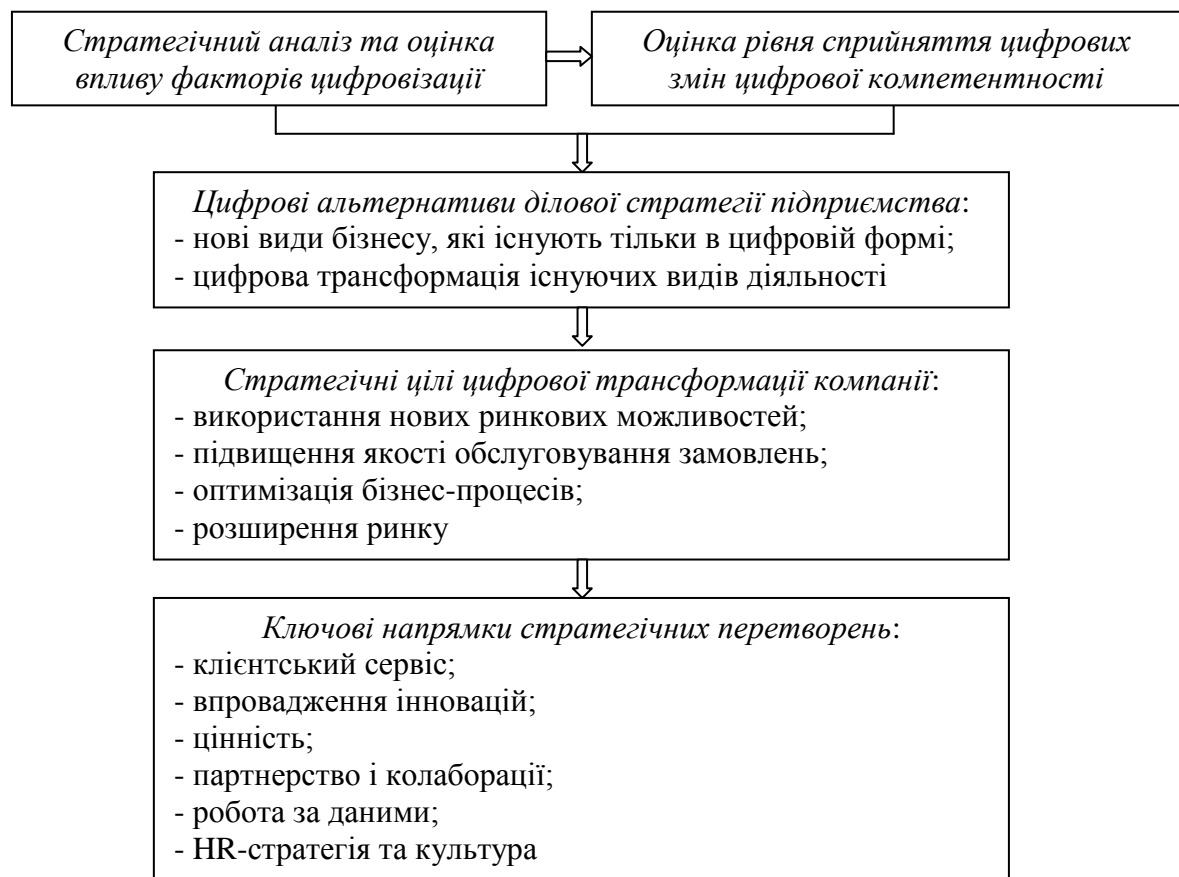 Стратегічний аналіз та оцінка
впливу факторів цифровізації
Оцінка рівня сприйняття цифрових
змін цифрової компетентності
Цифрові альтернативи ділової стратегії підприємства:
- нові види бізнесу, які існують тільки в цифровій формі;
- цифрова трансформація існуючих видів діяльності
Стратегічні цілі цифрової трансформації компанії:
- використання нових ринкових можливостей;
- підвищення якості обслуговування замовлень;
- оптимізація бізнес-процесів;
- розширення ринку
Ключові напрямки стратегічних перетворень:
- клієнтський сервіс;
- впровадження інновацій;
- цінність;
- партнерство і колаборації;
- робота за даними;
- HR-стратегія та культура